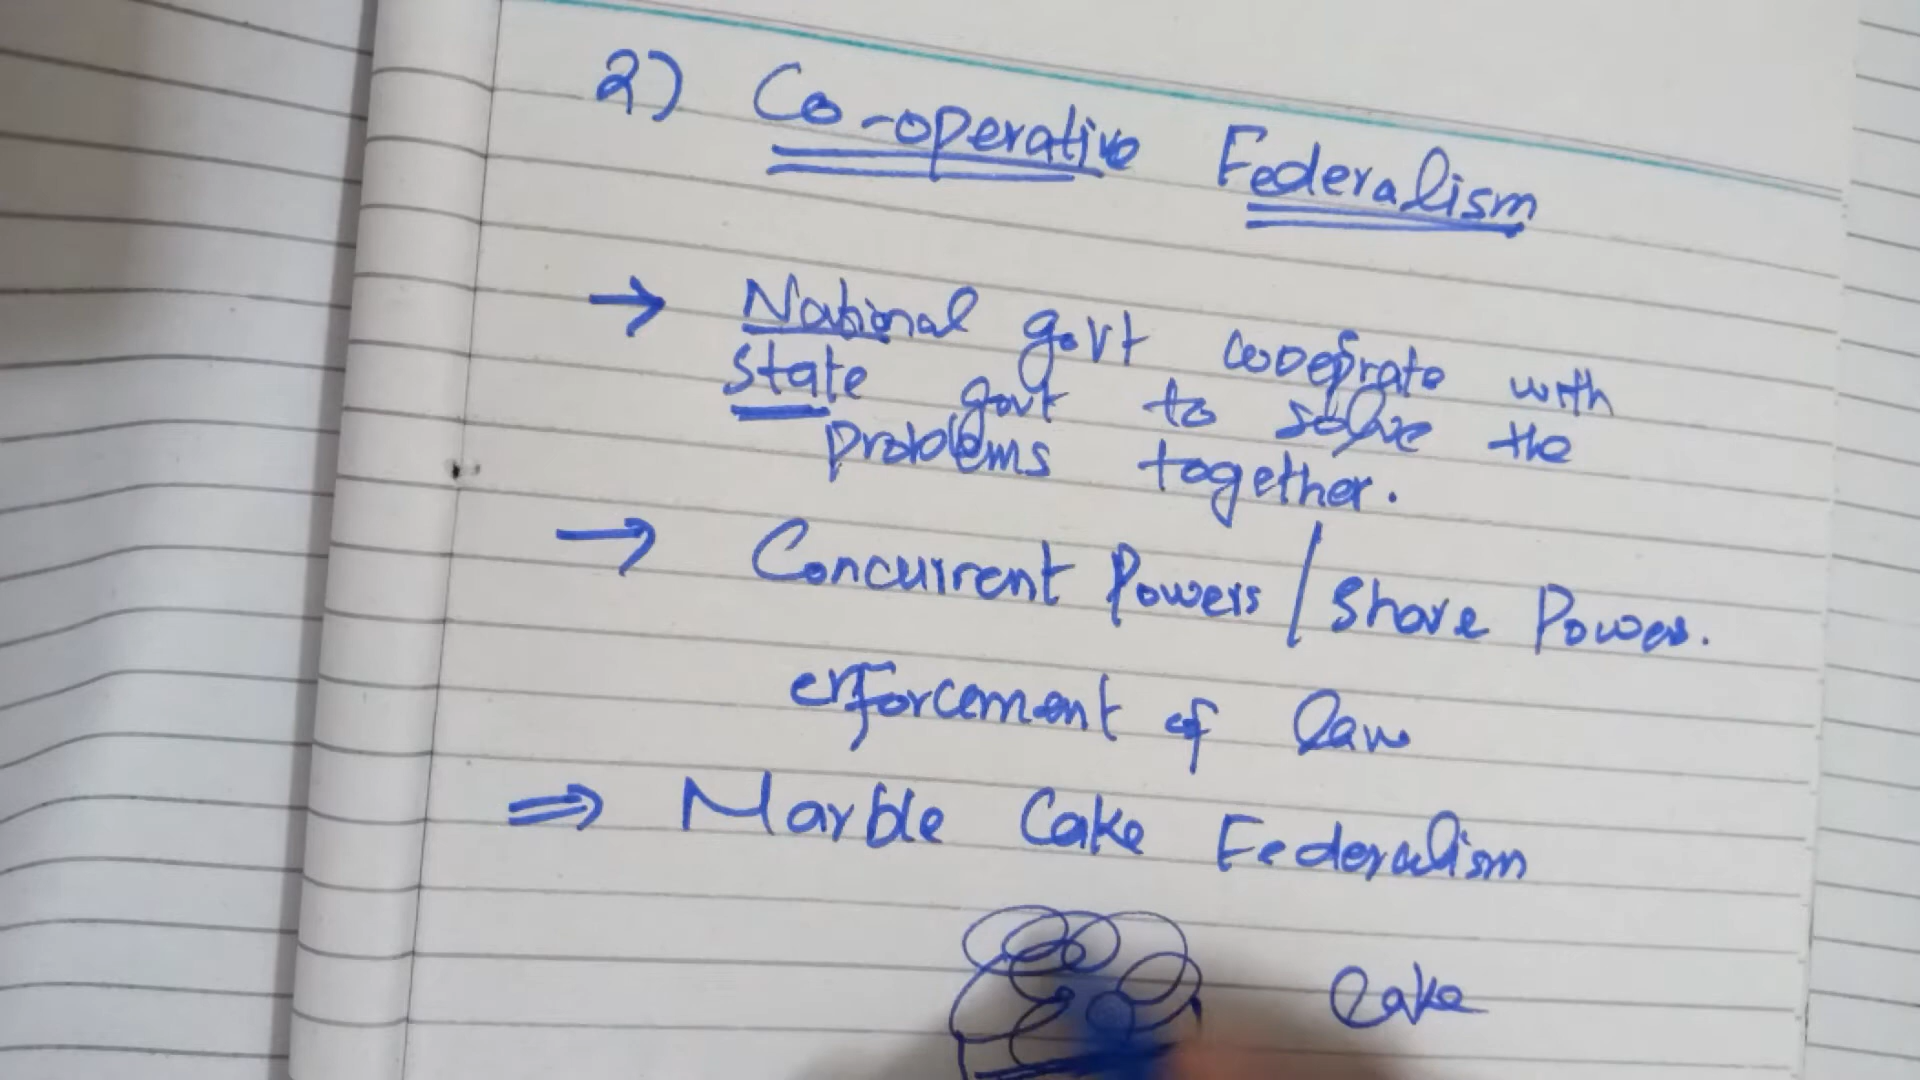 2) Co-operative Federalism
→ National govt cooperate with
state govt to solve the
problems together.
→ Concurrent Powers / Share Powers.
enforcement of law
⇒ Marble Cake Federalism
Cake